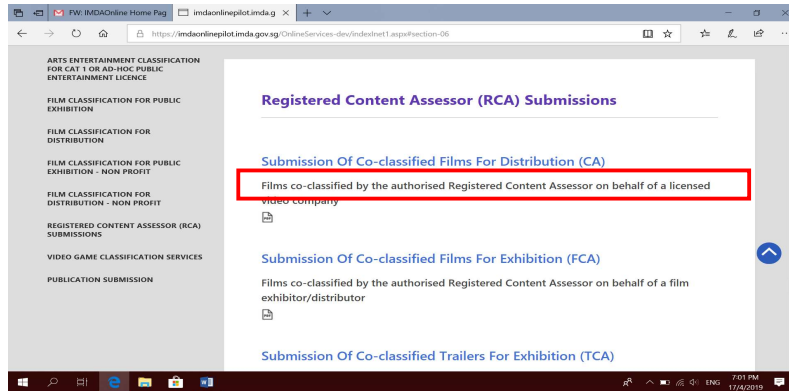 FW: IMDAOnline Home Pag
imdaonlinepilot.imda.g
https://imdaonlinepilot.imda.gov.sg/OnlineServices-dev/indexInet1.aspx#section-06
ARTS ENTERTAINMENT CLASSIFICATION
FOR CAT 1 OR AD-HOC PUBLIC
ENTERTAINMENT LICENCE
FILM CLASSIFICATION FOR PUBLIC
EXHIBITION
FILM CLASSIFICATION FOR
DISTRIBUTION
FILM CLASSIFICATION FOR PUBLIC
EXHIBITION - NON PROFIT
FILM CLASSIFICATION FOR
DISTRIBUTION - NON PROFIT
REGISTERED CONTENT ASSESSOR (RCA)
SUBMISSIONS
VIDEO GAME CLASSIFICATION SERVICES
PUBLICATION SUBMISSION
Registered Content Assessor (RCA) Submissions
Submission Of Co-classified Films For Distribution (CA)
Films co-classified by the authorised Registered Content Assessor on behalf of a licensed
video company
PDF
Submission Of Co-classified Films For Exhibition (FCA)
Films co-classified by the authorised Registered Content Assessor on behalf of a film
exhibitor/distributor
PDF
Submission Of Co-classified Trailers For Exhibition (TCA)
ENG
7:01 PM
17/4/2019